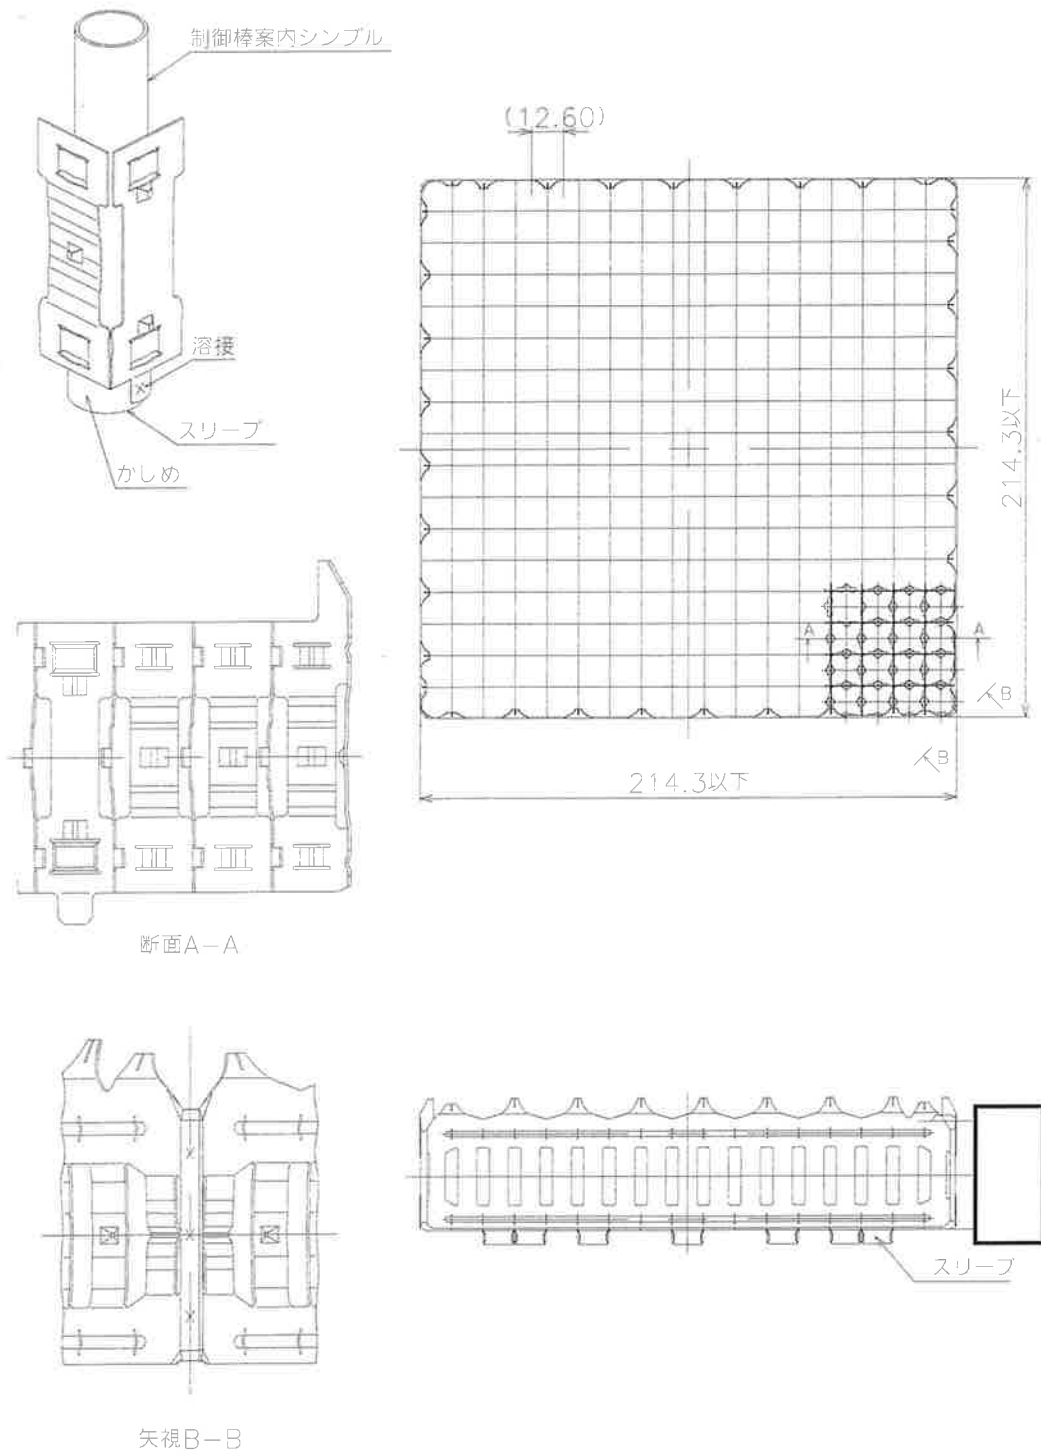 制御棒案内シンブル
(12.60)
溶接
スリーブ
かしめ
214.3以下
A
A
B
B
214.3以下
断面A－A
スリーブ
矢視B－B